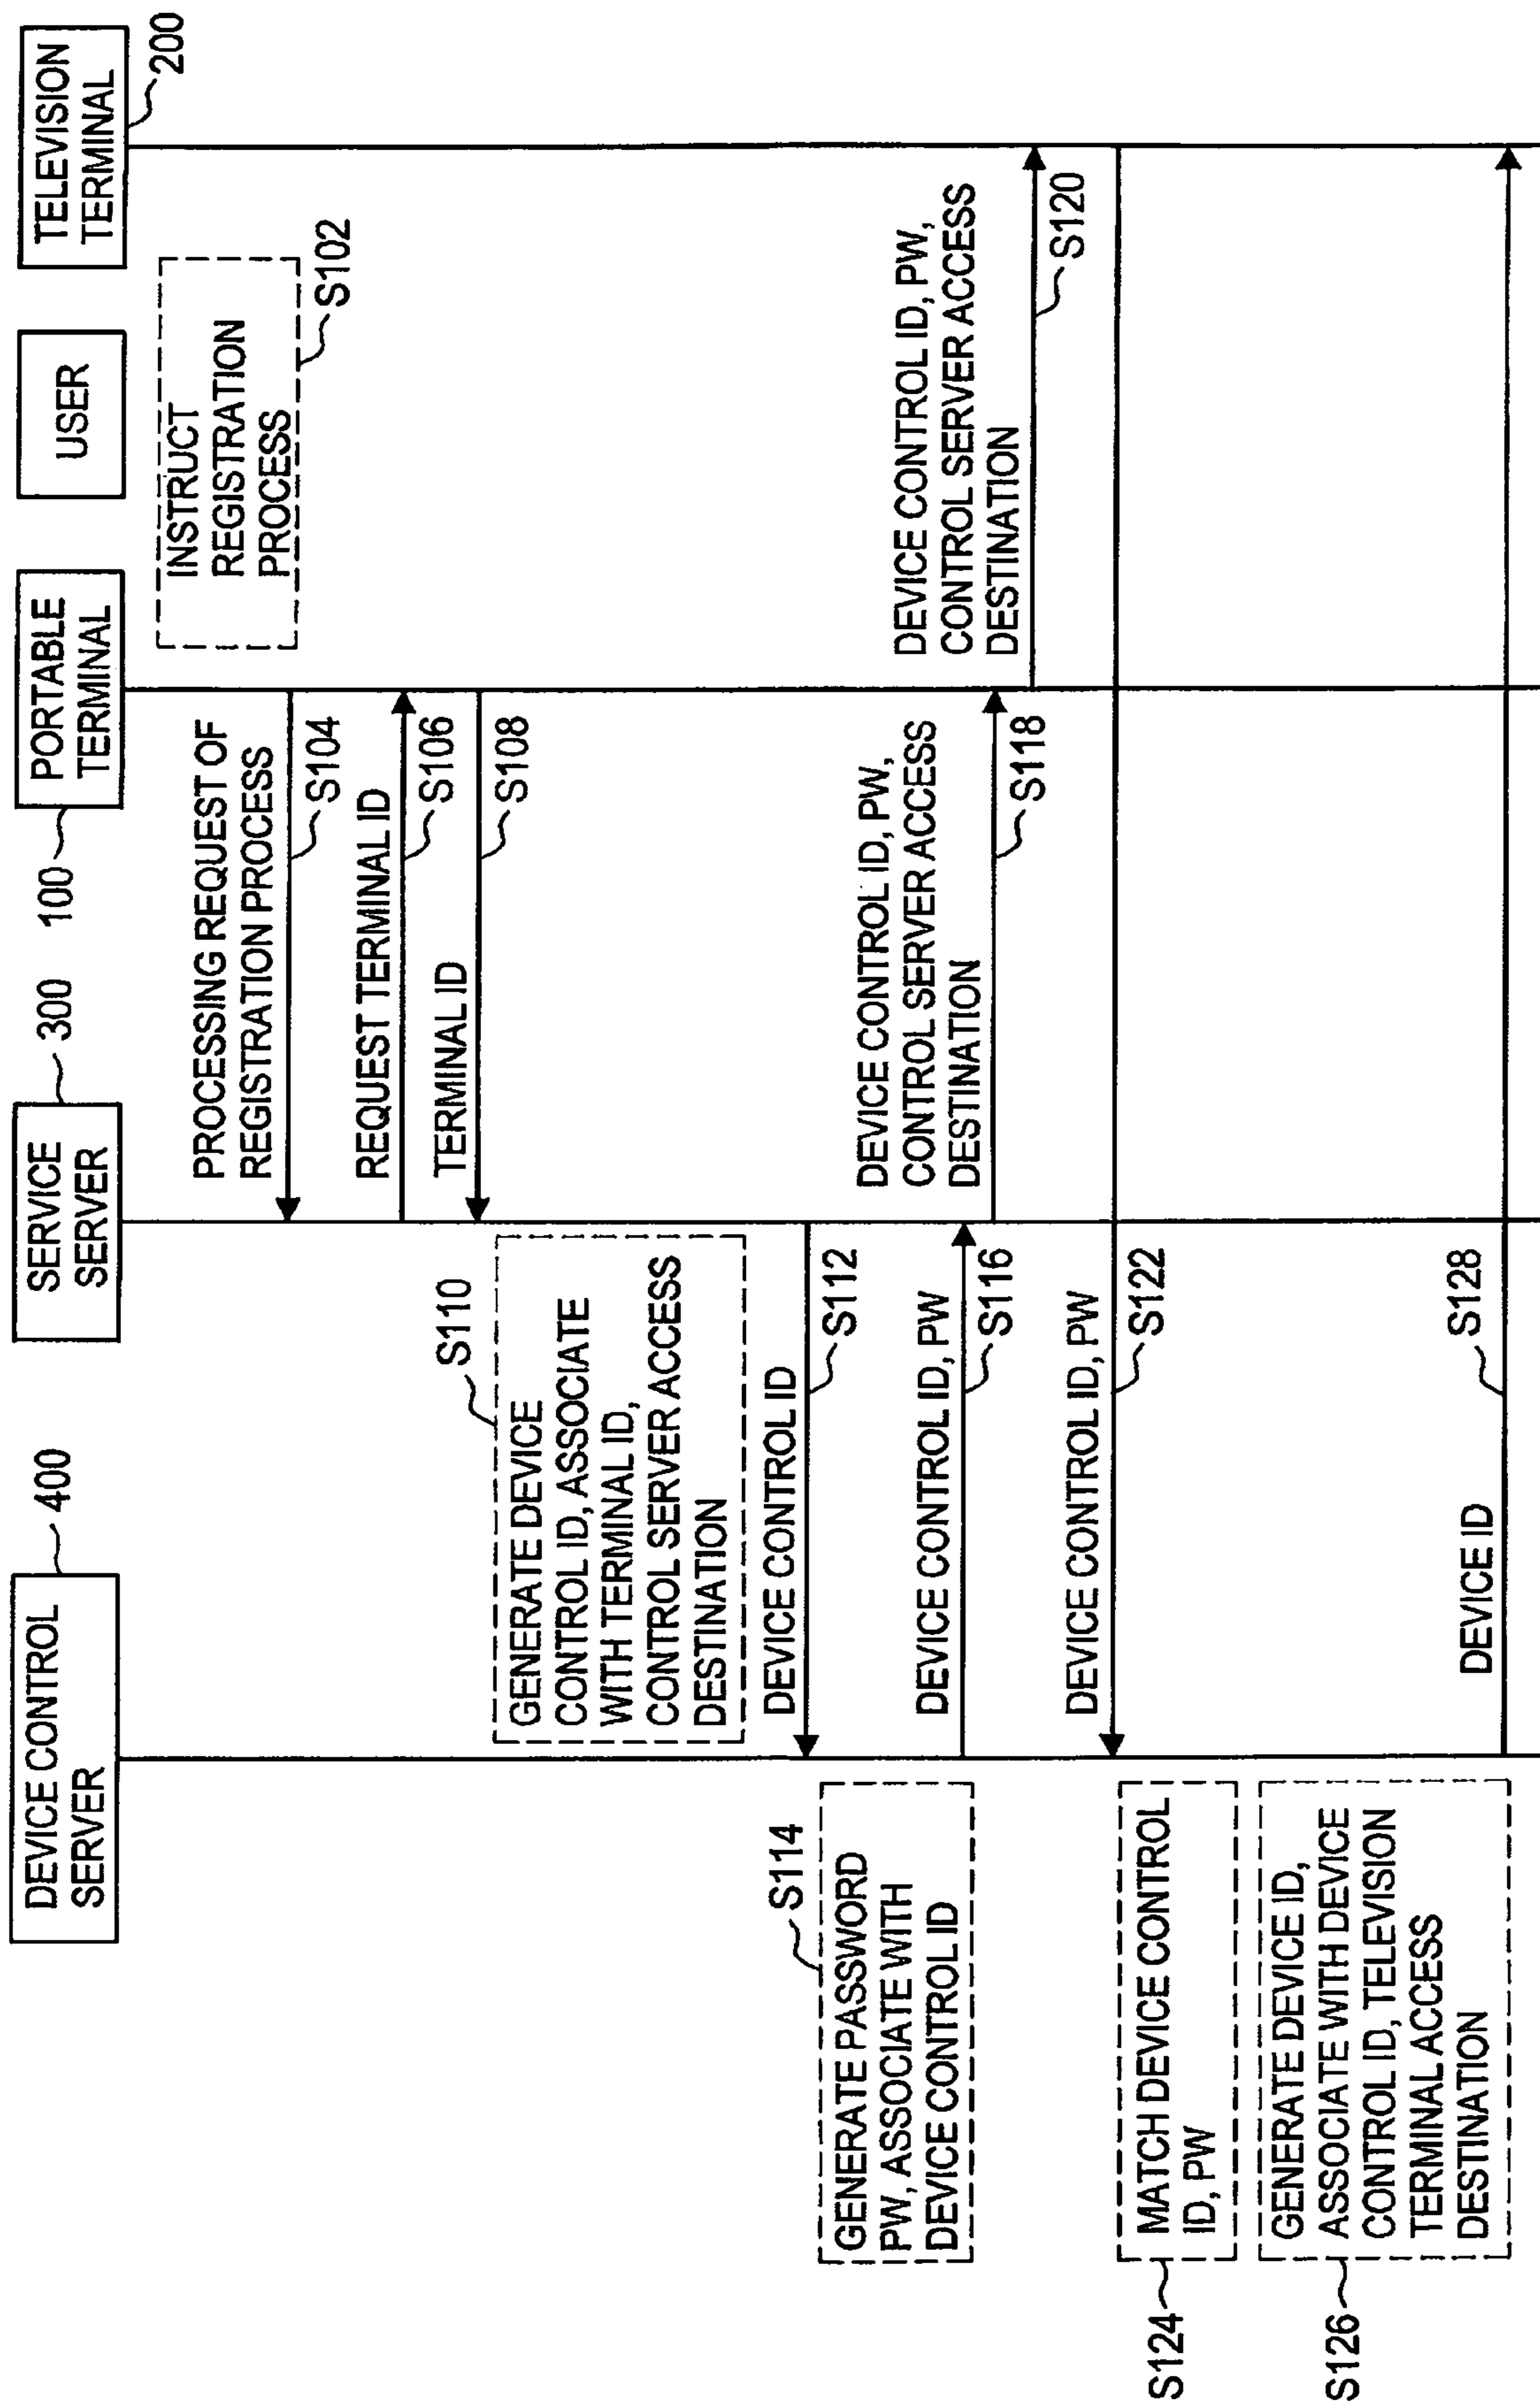 DEVICE CONTROL
SERVER
400
SERVICE
SERVER
300
PORTABLE
TERMINAL
100
USER
TELEVISION
TERMINAL
200
INSTRUCT
REGISTRATION
PROCESS
S102
PROCESSING REQUEST OF
REGISTRATION PROCESS
S104
REQUEST TERMINAL ID
S106
TERMINAL ID
S108
S110
GENERATE DEVICE
CONTROL ID, ASSOCIATE
WITH TERMINAL ID,
CONTROL SERVER ACCESS
DESTINATION
DEVICE CONTROL ID
S112
S114
GENERATE PASSWORD
PW, ASSOCIATE WITH
DEVICE CONTROL ID
DEVICE CONTROL ID, PW
S116
DEVICE CONTROL ID, PW,
CONTROL SERVER ACCESS
DESTINATION
S118
DEVICE CONTROL ID, PW,
CONTROL SERVER ACCESS
DESTINATION
S120
DEVICE CONTROL ID, PW
S122
S124
MATCH DEVICE CONTROL
ID, PW
S126
GENERATE DEVICE ID,
ASSOCIATE WITH DEVICE
CONTROL ID, TELEVISION
TERMINAL ACCESS
DESTINATION
DEVICE ID
S128